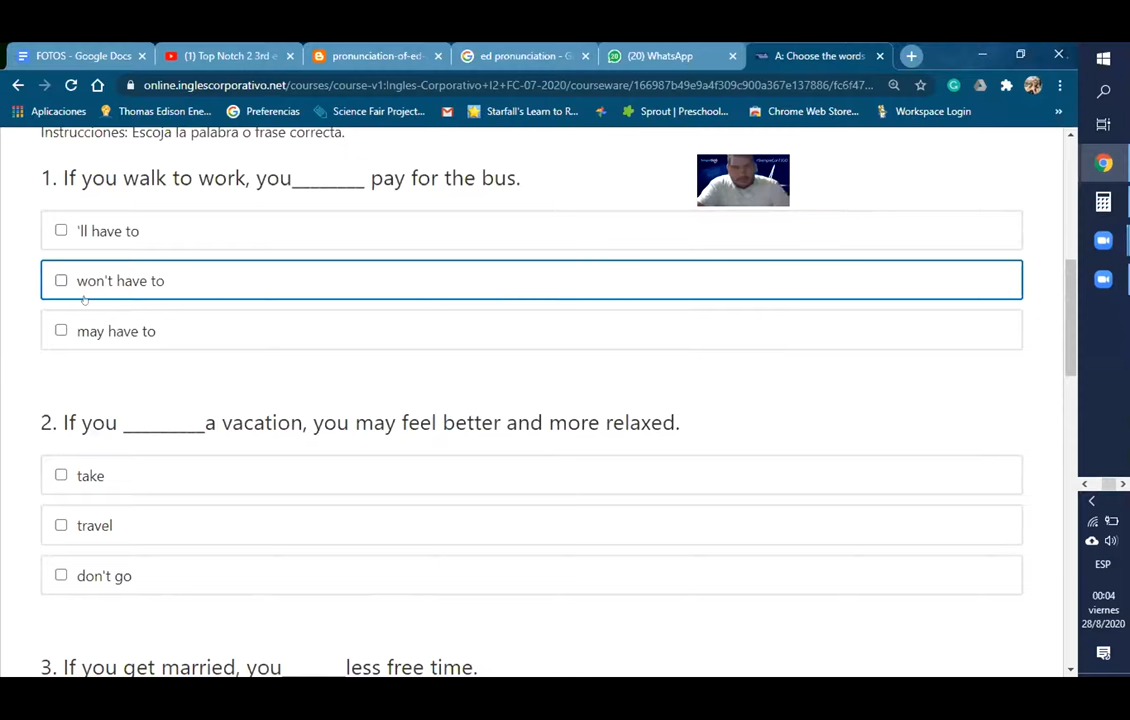 FOTOS - Google Docs
(1) Top Notch 2 3rd e
pronunciation-of-ed-
ed pronunciation - G
(20) WhatsApp
A: Choose the words
online.inglescorporativo.net/courses/course-v1:Ingles-Corporativo+I2+FC-07-2020/courseware/166987b49e9a4f309c900a367e137886/fc6f47...
Aplicaciones
Thomas Edison Ene...
Preferencias
Science Fair Project...
Starfall's Learn to R...
Sprout | Preschool...
Chrome Web Store...
Workspace Login
»
Instrucciones: Escoja la palabra o frase correcta.
1. If you walk to work, you________ pay for the bus.
'll have to
won't have to
may have to
2. If you _________a vacation, you may feel better and more relaxed.
take
travel
don't go
3. If you get married, you______less free time.
ESP
00:04
viernes
28/8/2020